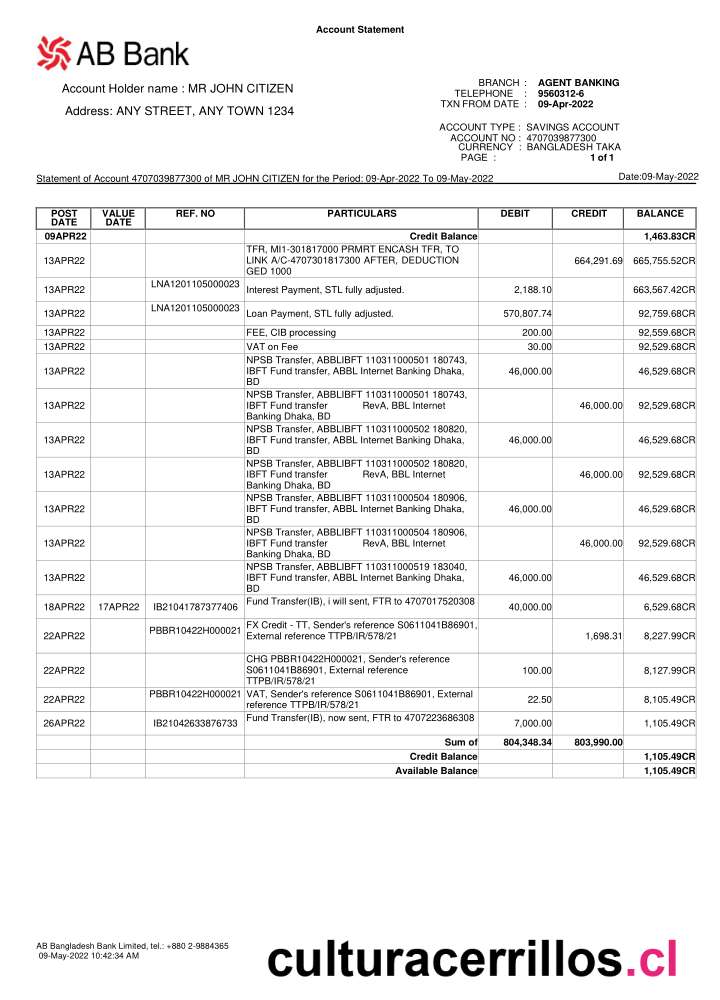 Account Statement
AB Bank
Account Holder name : MR JOHN CITIZEN
Address: ANY STREET, ANY TOWN 1234
BRANCH : AGENT BANKING
TELEPHONE : 9560312-6
TXN FROM DATE : 09-Apr-2022
ACCOUNT TYPE : SAVINGS ACCOUNT
ACCOUNT NO : 4707039877300
CURRENCY : BANGLADESH TAKA
PAGE : 1 of 1
Statement of Account 4707039877300 of MR JOHN CITIZEN for the Period: 09-Apr-2022 To 09-May-2022 Date:09-May-2022
POST DATE VALUE DATE REF. NO PARTICULARS DEBIT CREDIT BALANCE
09APR22 Credit Balance 1,463.83CR
TFR, MI1-301817000 PRMRT ENCASH TFR, TO
13APR22 LINK A/C-4707301817300 AFTER, DEDUCTION 664,291.69 665,755.52CR
GED 1000
13APR22 LNA1201105000023 Interest Payment, STL fully adjusted. 2,188.10 663,567.42CR
13APR22 LNA1201105000023 Loan Payment, STL fully adjusted. 570,807.74 92,759.68CR
13APR22 FEE, CIB processing 200.00 92,559.68CR
13APR22 VAT on Fee 30.00 92,529.68CR
NPSB Transfer, ABBLIBFT 110311000501 180743,
13APR22 IBFT Fund transfer, ABBL Internet Banking Dhaka, 46,000.00 46,529.68CR
BD
NPSB Transfer, ABBLIBFT 110311000501 180743,
13APR22 IBFT Fund transfer RevA, BBL Internet 46,000.00 92,529.68CR
Banking Dhaka, BD
NPSB Transfer, ABBLIBFT 110311000502 180820,
13APR22 IBFT Fund transfer, ABBL Internet Banking Dhaka, 46,000.00 46,529.68CR
BD
NPSB Transfer, ABBLIBFT 110311000502 180820,
13APR22 IBFT Fund transfer RevA, BBL Internet 46,000.00 92,529.68CR
Banking Dhaka, BD
NPSB Transfer, ABBLIBFT 110311000504 180906,
13APR22 IBFT Fund transfer, ABBL Internet Banking Dhaka, 46,000.00 46,529.68CR
BD
NPSB Transfer, ABBLIBFT 110311000504 180906,
13APR22 IBFT Fund transfer RevA, BBL Internet 46,000.00 92,529.68CR
Banking Dhaka, BD
NPSB Transfer, ABBLIBFT 110311000519 183040,
13APR22 IBFT Fund transfer, ABBL Internet Banking Dhaka, 46,000.00 46,529.68CR
BD
18APR22 17APR22 IB21041787377406 Fund Transfer(IB), i will sent, FTR to 4707017520308 40,000.00 6,529.68CR
PBBR10422H000021 FX Credit - TT, Sender's reference S0611041B86901,
22APR22 External reference TTPB/IR/578/21 1,698.31 8,227.99CR
CHG PBBR10422H000021, Sender's reference
22APR22 S0611041B86901, External reference 100.00 8,127.99CR
TTPB/IR/578/21
22APR22 PBBR10422H000021 VAT, Sender's reference S0611041B86901, External 22.50 8,105.49CR
reference TTPB/IR/578/21
26APR22 IB21042633876733 Fund Transfer(IB), now sent, FTR to 4707223686308 7,000.00 1,105.49CR
Sum of 804,348.34 803,990.00
Credit Balance 1,105.49CR
Available Balance 1,105.49CR
AB Bangladesh Bank Limited, tel.: +880 2-9884365
09-May-2022 10:42:34 AM
culturacerrillos.cl